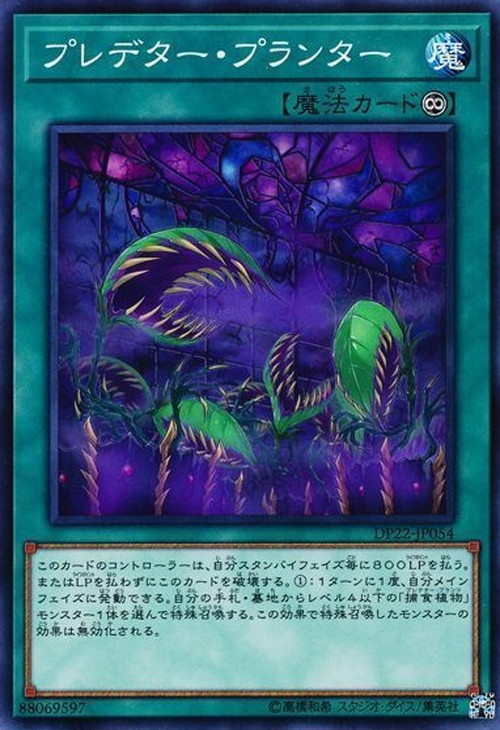 プレデター・プランター
魔
【魔法カード】
DP22-JP054
このカードのコントローラーは、自分スタンバイフェイズ毎に800LPを払う。
またはLPを払わずにこのカードを破壊する。①:1ターンに1度、自分メイン
フェイズに発動できる。自分の手札・墓地からレベル4以下の「捕食植物」
モンスター1体を選んで特殊召喚する。この効果で特殊召喚したモンスターの
効果は無効化される。
88069597
©高橋和希 スタジオ・ダイス/集英社